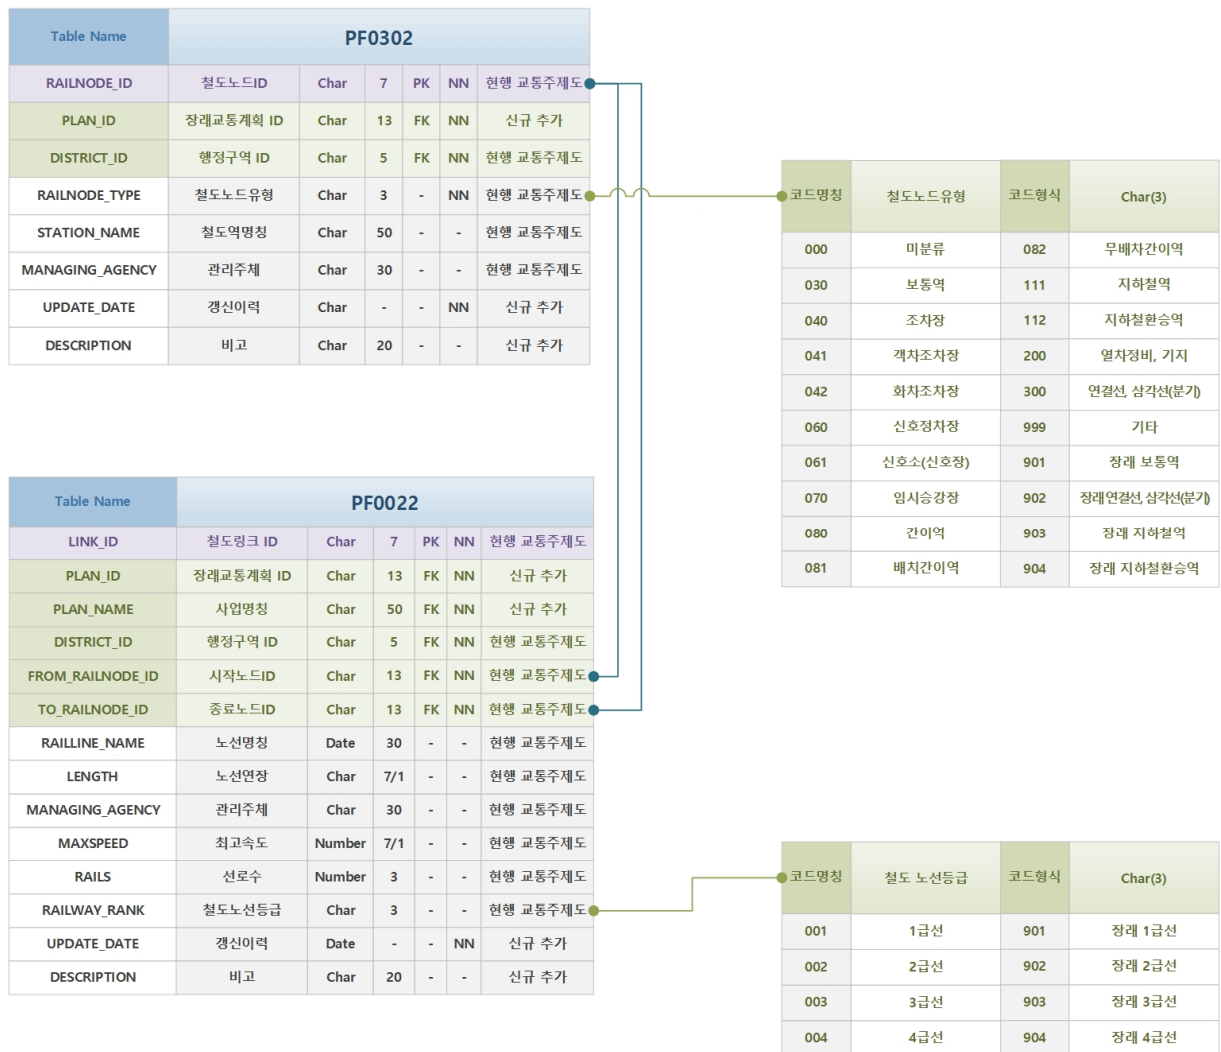 Table Name PF0302
RAILNODE_ID 철도노드ID Char 7 PK NN 현행 교통주제도
PLAN_ID 장래교통계획 ID Char 13 FK NN 신규 추가
DISTRICT_ID 행정구역 ID Char 5 FK NN 현행 교통주제도
RAILNODE_TYPE 철도노드유형 Char 3 - NN 현행 교통주제도
STATION_NAME 철도역명칭 Char 50 - - 현행 교통주제도
MANAGING_AGENCY 관리주체 Char 30 - - 현행 교통주제도
UPDATE_DATE 갱신이력 Char - - NN 신규 추가
DESCRIPTION 비고 Char 20 - - 신규 추가
코드명칭 철도노드유형 코드형식 Char(3)
000 미분류 082 무배차간이역
030 보통역 111 지하철역
040 조차장 112 지하철환승역
041 객차조차장 200 열차정비, 기지
042 화차조차장 300 연결선, 삼각선(분기)
060 신호정차장 999 기타
061 신호소(신호장) 901 장래 보통역
070 임시승강장 902 장래연결선, 삼각선(분기)
080 간이역 903 장래 지하철역
081 배치간이역 904 장래 지하철환승역
Table Name PF0022
LINK_ID 철도링크 ID Char 7 PK NN 현행 교통주제도
PLAN_ID 장래교통계획 ID Char 13 FK NN 신규 추가
PLAN_NAME 사업명칭 Char 50 FK NN 신규 추가
DISTRICT_ID 행정구역 ID Char 5 FK NN 현행 교통주제도
FROM_RAILNODE_ID 시작노드ID Char 13 FK NN 현행 교통주제도
TO_RAILNODE_ID 종료노드ID Char 13 FK NN 현행 교통주제도
RAILLINE_NAME 노선명칭 Date 30 - - 현행 교통주제도
LENGTH 노선연장 Char 7/1 - - 현행 교통주제도
MANAGING_AGENCY 관리주체 Char 30 - - 현행 교통주제도
MAXSPEED 최고속도 Number 7/1 - - 현행 교통주제도
RAILS 선로수 Number 3 - - 현행 교통주제도
RAILWAY_RANK 철도노선등급 Char 3 - - 현행 교통주제도
UPDATE_DATE 갱신이력 Date - - NN 신규 추가
DESCRIPTION 비고 Char 20 - - 신규 추가
코드명칭 철도 노선등급 코드형식 Char(3)
001 1급선 901 장래 1급선
002 2급선 902 장래 2급선
003 3급선 903 장래 3급선
004 4급선 904 장래 4급선